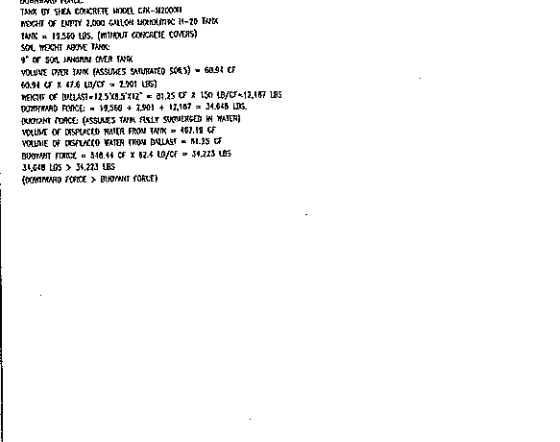 DOWNWARD FORCE:
TANK BY SHEA CONCRETE MODEL
WEIGHT OF EMPTY 2,000 GALLON MONOLITHIC H-20 TANK
TANK = 19,560 LBS. (WITHOUT CONCRETE COVERS)
SOIL WEIGHT ABOVE TANK:
9" OF SOIL MINIMUM OVER TANK
VOLUME OVER TANK (ASSUMES SATURATED SOILS) = 60.94 CF
60.94 CF X 47.6 LB/CF = 2,901 LBS)
WEIGHT OF BALLAST=12.5'X6.5'X12" = 81.25 CF X 150 LB/CF=12,187 LBS
DOWNWARD FORCE: = 19,560 + 2,901 + 12,187 = 34,648 LBS.
BUOYANT FORCE: (ASSUMES TANK FULLY SUBMERGED IN WATER)
VOLUME OF DISPLACED WATER FROM TANK = 467.19 CF
VOLUME OF DISPLACED WATER FROM BALLAST = 81.25 CF
BUOYANT FORCE = 548.44 CF X 62.4 LB/CF = 34,223 LBS
34,648 LBS > 34,223 LBS
(DOWNWARD FORCE > BUOYANT FORCE)